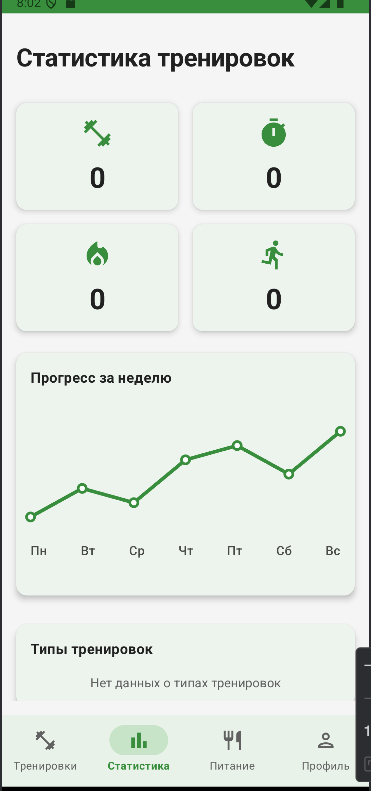 8:02
Статистика тренировок
0 0
0 0
Прогресс за неделю
Пн Вт Ср Чт Пт Сб Вс
Типы тренировок
Нет данных о типах тренировок
Тренировки Статистика Питание Профиль